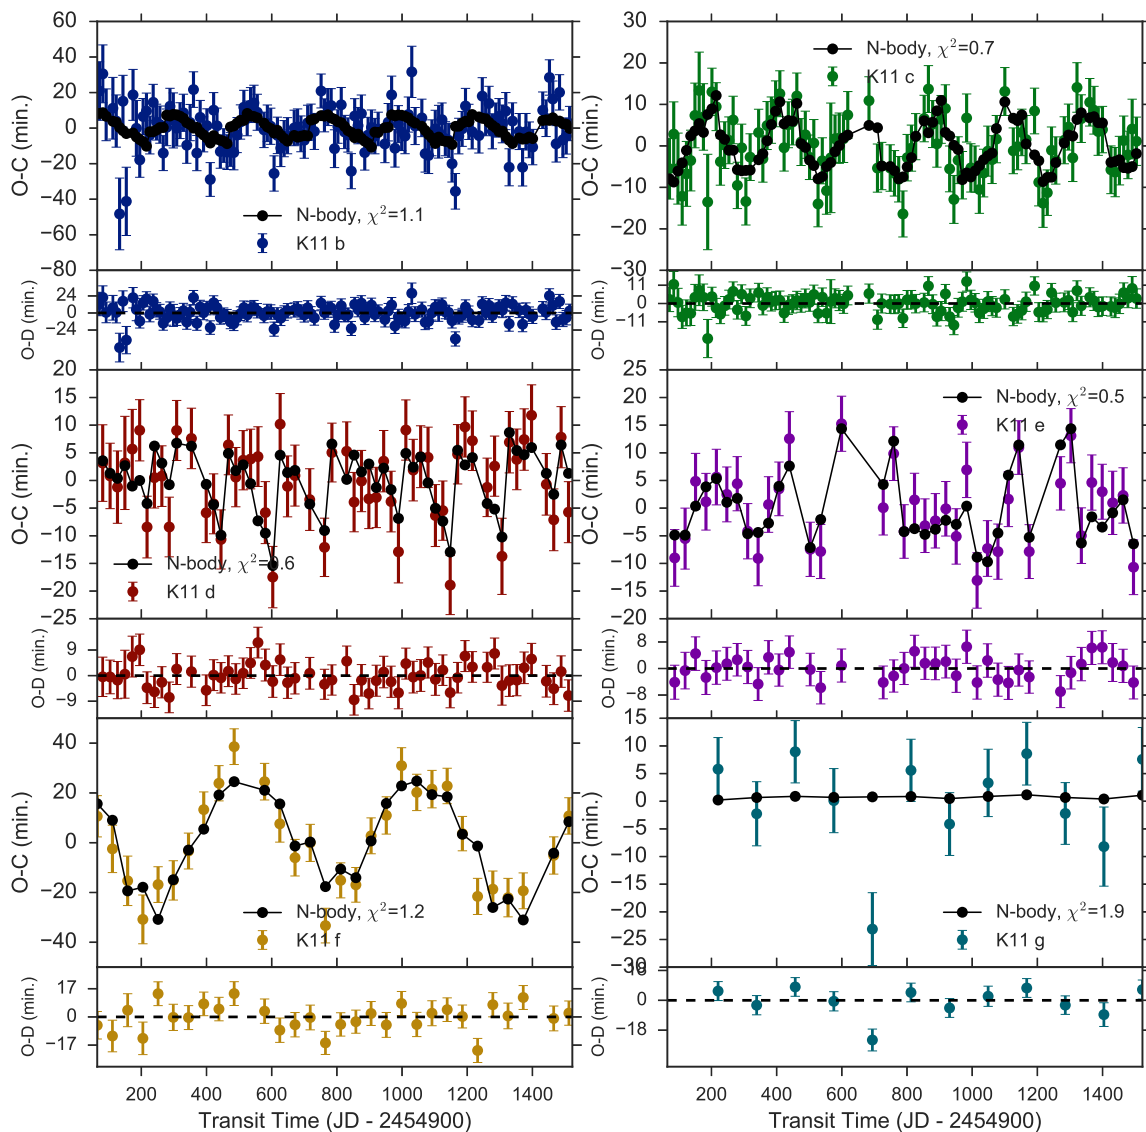 60
40
20
0
−20
−40
−60
−80
O-C (min.)
N-body, χ²=1.1
K11 b
30
20
10
0
−10
−20
−30
O-C (min.)
N-body, χ²=0.7
K11 c
24
0
−24
O-D (min.)
11
0
−11
O-D (min.)
20
15
10
5
0
−5
−10
−15
−20
−25
O-C (min.)
N-body, χ²=0.6
K11 d
25
20
15
10
5
0
−5
−10
−15
−20
O-C (min.)
N-body, χ²=0.5
K11 e
9
0
−9
O-D (min.)
8
0
−8
O-D (min.)
40
20
0
−20
−40
O-C (min.)
N-body, χ²=1.2
K11 f
15
10
5
0
−5
−10
−15
−20
−25
−30
O-C (min.)
N-body, χ²=1.9
K11 g
17
0
−17
O-D (min.)
0
−18
O-D (min.)
200 400 600 800 1000 1200 1400
Transit Time (JD - 2454900)
200 400 600 800 1000 1200 1400
Transit Time (JD - 2454900)